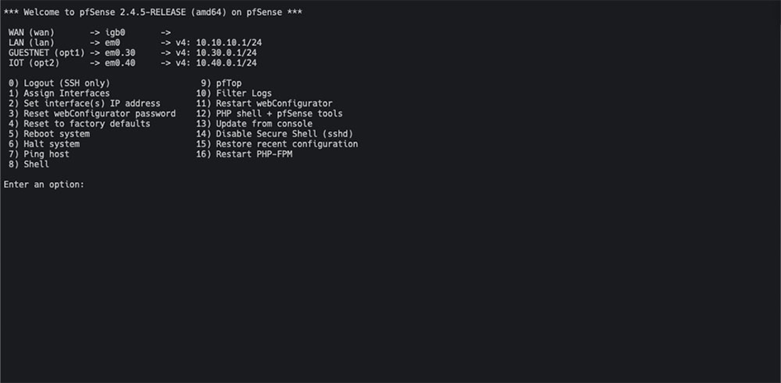 *** Welcome to pfSense 2.4.5-RELEASE (amd64) on pfSense ***
WAN (wan)       -> igb0       ->
LAN (lan)       -> em0        -> v4: 10.10.10.1/24
GUESTNET (opt1) -> em0.30     -> v4: 10.30.0.1/24
IOT (opt2)      -> em0.40     -> v4: 10.40.0.1/24
0) Logout (SSH only)                  9) pfTop
1) Assign Interfaces                 10) Filter Logs
2) Set interface(s) IP address       11) Restart webConfigurator
3) Reset webConfigurator password    12) PHP shell + pfSense tools
4) Reset to factory defaults         13) Update from console
5) Reboot system                     14) Disable Secure Shell (sshd)
6) Halt system                       15) Restore recent configuration
7) Ping host                         16) Restart PHP-FPM
8) Shell
Enter an option: